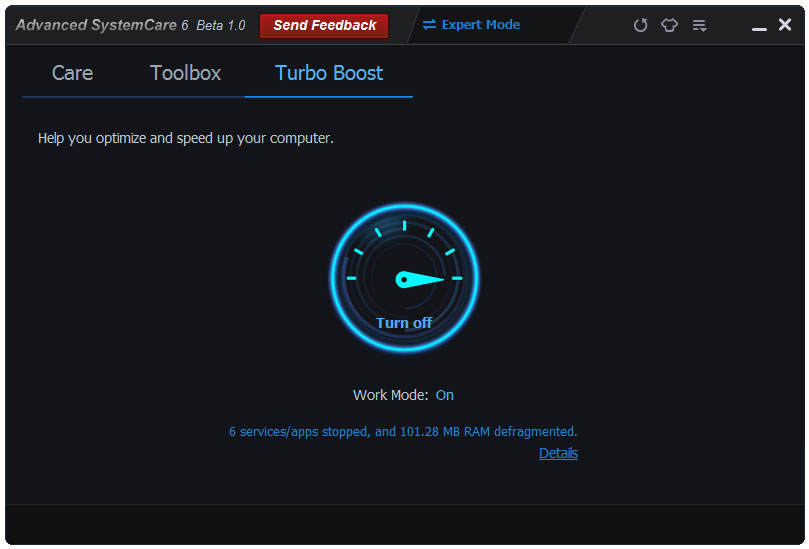 Advanced SystemCare 6 Beta 1.0 Send Feedback Expert Mode
Care Toolbox Turbo Boost
Help you optimize and speed up your computer.
Turn off
Work Mode: On
6 services/apps stopped, and 101.28 MB RAM defragmented.
Details